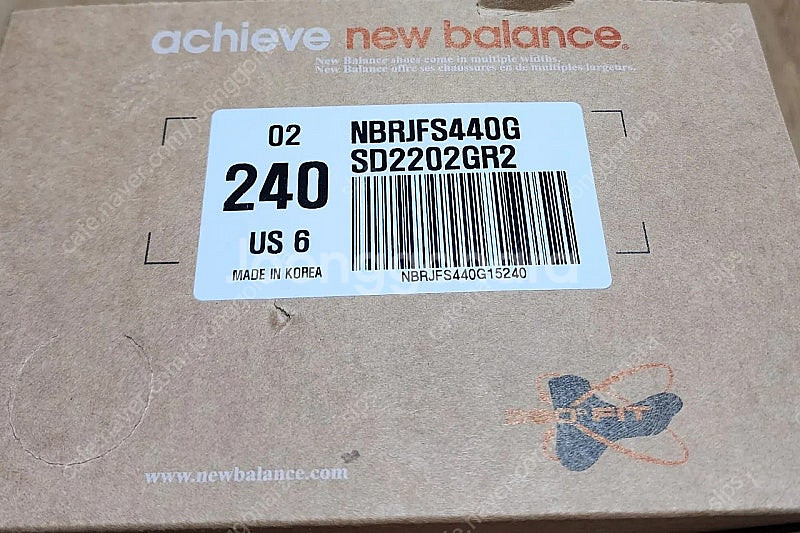 achieve new balance®
New Balance shoes come in multiple widths.
New Balance offre ses chaussures en de multiples largeurs.
02
240
US 6
MADE IN KOREA
NBRJFS440G
SD2202GR2
NBRJFS440G15240
Joonggonara
www.newbalance.com